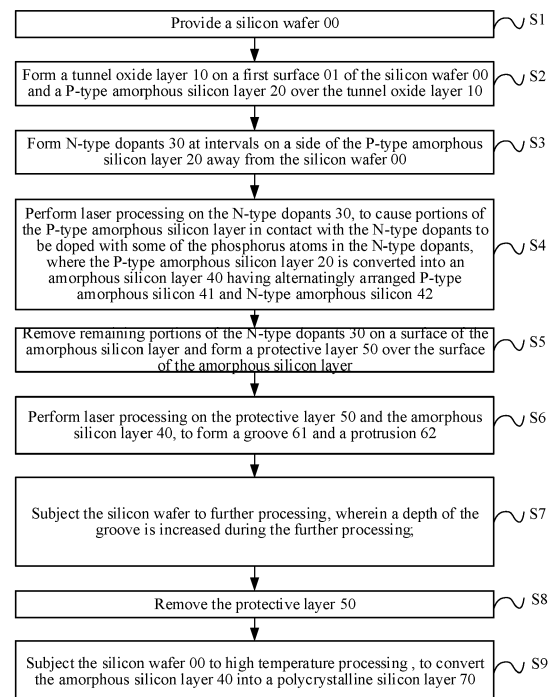 Provide a silicon wafer 00
S1
Form a tunnel oxide layer 10 on a first surface 01 of the silicon wafer 00
and a P-type amorphous silicon layer 20 over the tunnel oxide layer 10
S2
Form N-type dopants 30 at intervals on a side of the P-type amorphous
silicon layer 20 away from the silicon wafer 00
S3
Perform laser processing on the N-type dopants 30, to cause portions of
the P-type amorphous silicon layer in contact with the N-type dopants to
be doped with some of the phosphorus atoms in the N-type dopants,
where the P-type amorphous silicon layer 20 is converted into an
amorphous silicon layer 40 having alternatingly arranged P-type
amorphous silicon 41 and N-type amorphous silicon 42
S4
Remove remaining portions of the N-type dopants 30 on a surface of the
amorphous silicon layer and form a protective layer 50 over the surface
of the amorphous silicon layer
S5
Perform laser processing on the protective layer 50 and the amorphous
silicon layer 40, to form a groove 61 and a protrusion 62
S6
Subject the silicon wafer to further processing, wherein a depth of the
groove is increased during the further processing;
S7
Remove the protective layer 50
S8
Subject the silicon wafer 00 to high temperature processing , to convert
the amorphous silicon layer 40 into a polycrystalline silicon layer 70
S9